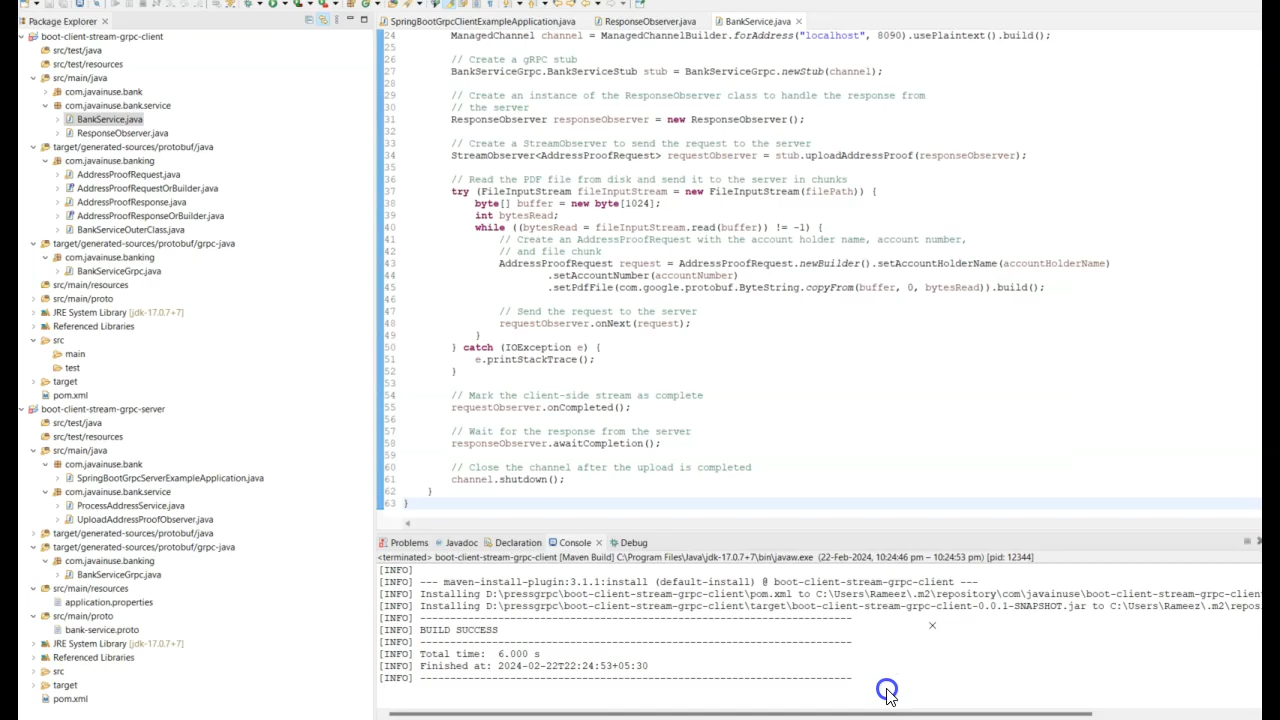 Package Explorer
boot-client-stream-grpc-client
src/test/java
src/test/resources
src/main/java
com.javainuse.bank
com.javainuse.bank.service
BankService.java
ResponseObserver.java
target/generated-sources/protobuf/java
com.javainuse.banking
AddressProofRequest.java
AddressProofRequestOrBuilder.java
AddressProofResponse.java
AddressProofResponseOrBuilder.java
BankServiceOuterClass.java
target/generated-sources/protobuf/grpc-java
com.javainuse.banking
BankServiceGrpc.java
src/main/resources
src/main/proto
JRE System Library [jdk-17.0.7+7]
Referenced Libraries
src
main
test
target
pom.xml
boot-client-stream-grpc-server
src/test/java
src/test/resources
src/main/java
com.javainuse.bank
SpringBootGrpcServerExampleApplication.java
com.javainuse.bank.service
ProcessAddressService.java
UploadAddressProofObserver.java
target/generated-sources/protobuf/java
target/generated-sources/protobuf/grpc-java
com.javainuse.banking
BankServiceGrpc.java
src/main/resources
application.properties
src/main/proto
bank-service.proto
JRE System Library [jdk-17.0.7+7]
Referenced Libraries
src
target
pom.xml
SpringBootGrpcClientExampleApplication.java ResponseObserver.java BankService.java
24 ManagedChannel channel = ManagedChannelBuilder.forAddress("localhost", 8090).usePlaintext().build();
25
26 // Create a gRPC stub
27 BankServiceGrpc.BankServiceStub stub = BankServiceGrpc.newStub(channel);
28
29 // Create an instance of the ResponseObserver class to handle the response from
30 // the server
31 ResponseObserver responseObserver = new ResponseObserver();
32
33 // Create a StreamObserver to send the request to the server
34 StreamObserver<AddressProofRequest> requestObserver = stub.uploadAddressProof(responseObserver);
35
36 // Read the PDF file from disk and send it to the server in chunks
37 try (FileInputStream fileInputStream = new FileInputStream(filePath)) {
38 byte[] buffer = new byte[1024];
39 int bytesRead;
40 while ((bytesRead = fileInputStream.read(buffer)) != -1) {
41 // Create an AddressProofRequest with the account holder name, account number,
42 // and file chunk
43 AddressProofRequest request = AddressProofRequest.newBuilder().setAccountHolderName(accountHolderName)
44 .setAccountNumber(accountNumber)
45 .setPdfFile(com.google.protobuf.ByteString.copyFrom(buffer, 0, bytesRead)).build();
46
47 // Send the request to the server
48 requestObserver.onNext(request);
49 }
50 } catch (IOException e) {
51 e.printStackTrace();
52 }
53
54 // Mark the client-side stream as complete
55 requestObserver.onCompleted();
56
57 // Wait for the response from the server
58 responseObserver.awaitCompletion();
59
60 // Close the channel after the upload is completed
61 channel.shutdown();
62 }
63 }
Problems Javadoc Declaration Console Debug
<terminated> boot-client-stream-grpc-client [Maven Build] C:\Program Files\Java\jdk-17.0.7+7\bin\javaw.exe (22-Feb-2024, 10:24:46 pm – 10:24:53 pm) [pid: 12344]
[INFO]
[INFO] --- maven-install-plugin:3.1.1:install (default-install) @ boot-client-stream-grpc-client ---
[INFO] Installing D:\pressgrpc\boot-client-stream-grpc-client\pom.xml to C:\Users\Rameez\.m2\repository\com\javainuse\boot-client-stream-grpc-client
[INFO] Installing D:\pressgrpc\boot-client-stream-grpc-client\target\boot-client-stream-grpc-client-0.0.1-SNAPSHOT.jar to C:\Users\Rameez\.m2\repos
[INFO] ------------------------------------------------------------------------
[INFO] BUILD SUCCESS
[INFO] ------------------------------------------------------------------------
[INFO] Total time: 6.000 s
[INFO] Finished at: 2024-02-22T22:24:53+05:30
[INFO] ------------------------------------------------------------------------